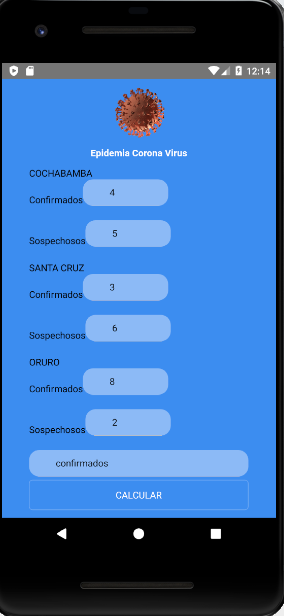 12:14
Epidemia Corona Virus
COCHABAMBA
Confirmados 4
Sospechosos 5
SANTA CRUZ
Confirmados 3
Sospechosos 6
ORURO
Confirmados 8
Sospechosos 2
confirmados
CALCULAR